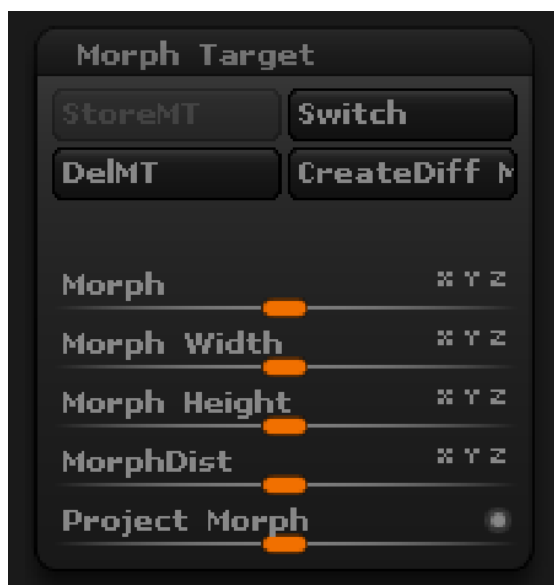 Morph Target
StoreMT Switch
DelMT CreateDiff M
Morph X Y Z
Morph Width X Y Z
Morph Height X Y Z
MorphDist X Y Z
Project Morph